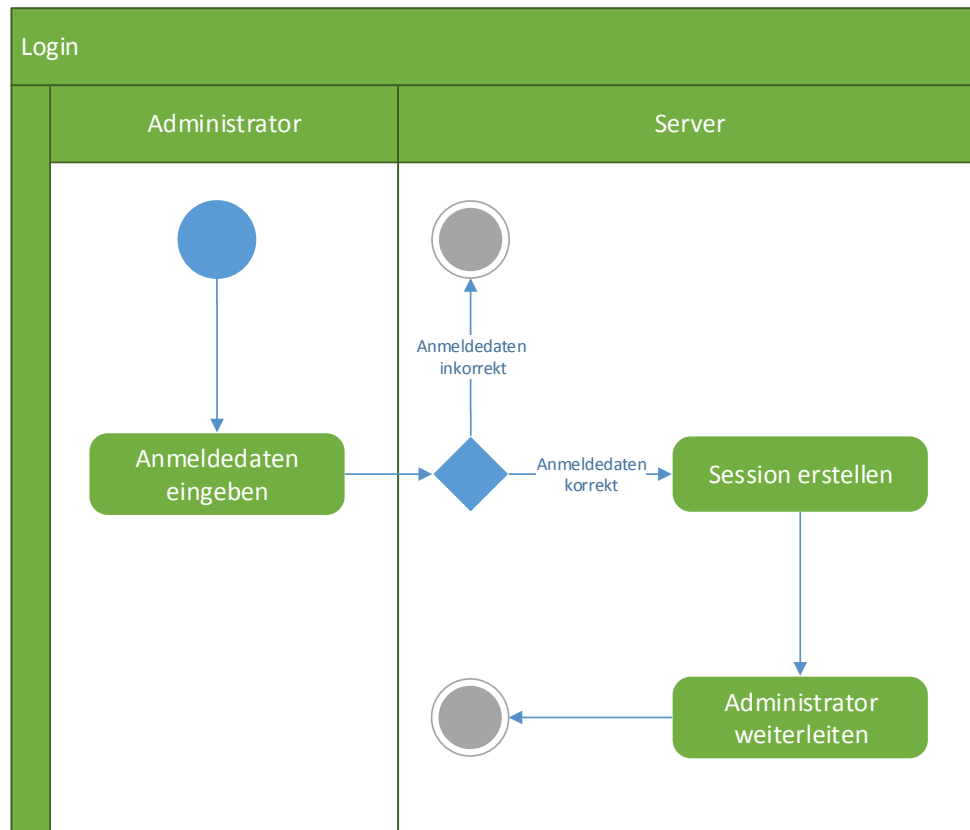 Login
Administrator
Server
Anmeldedaten
inkorrekt
Anmeldedaten
eingeben
Anmeldedaten
korrekt
Session erstellen
Administrator
weiterleiten